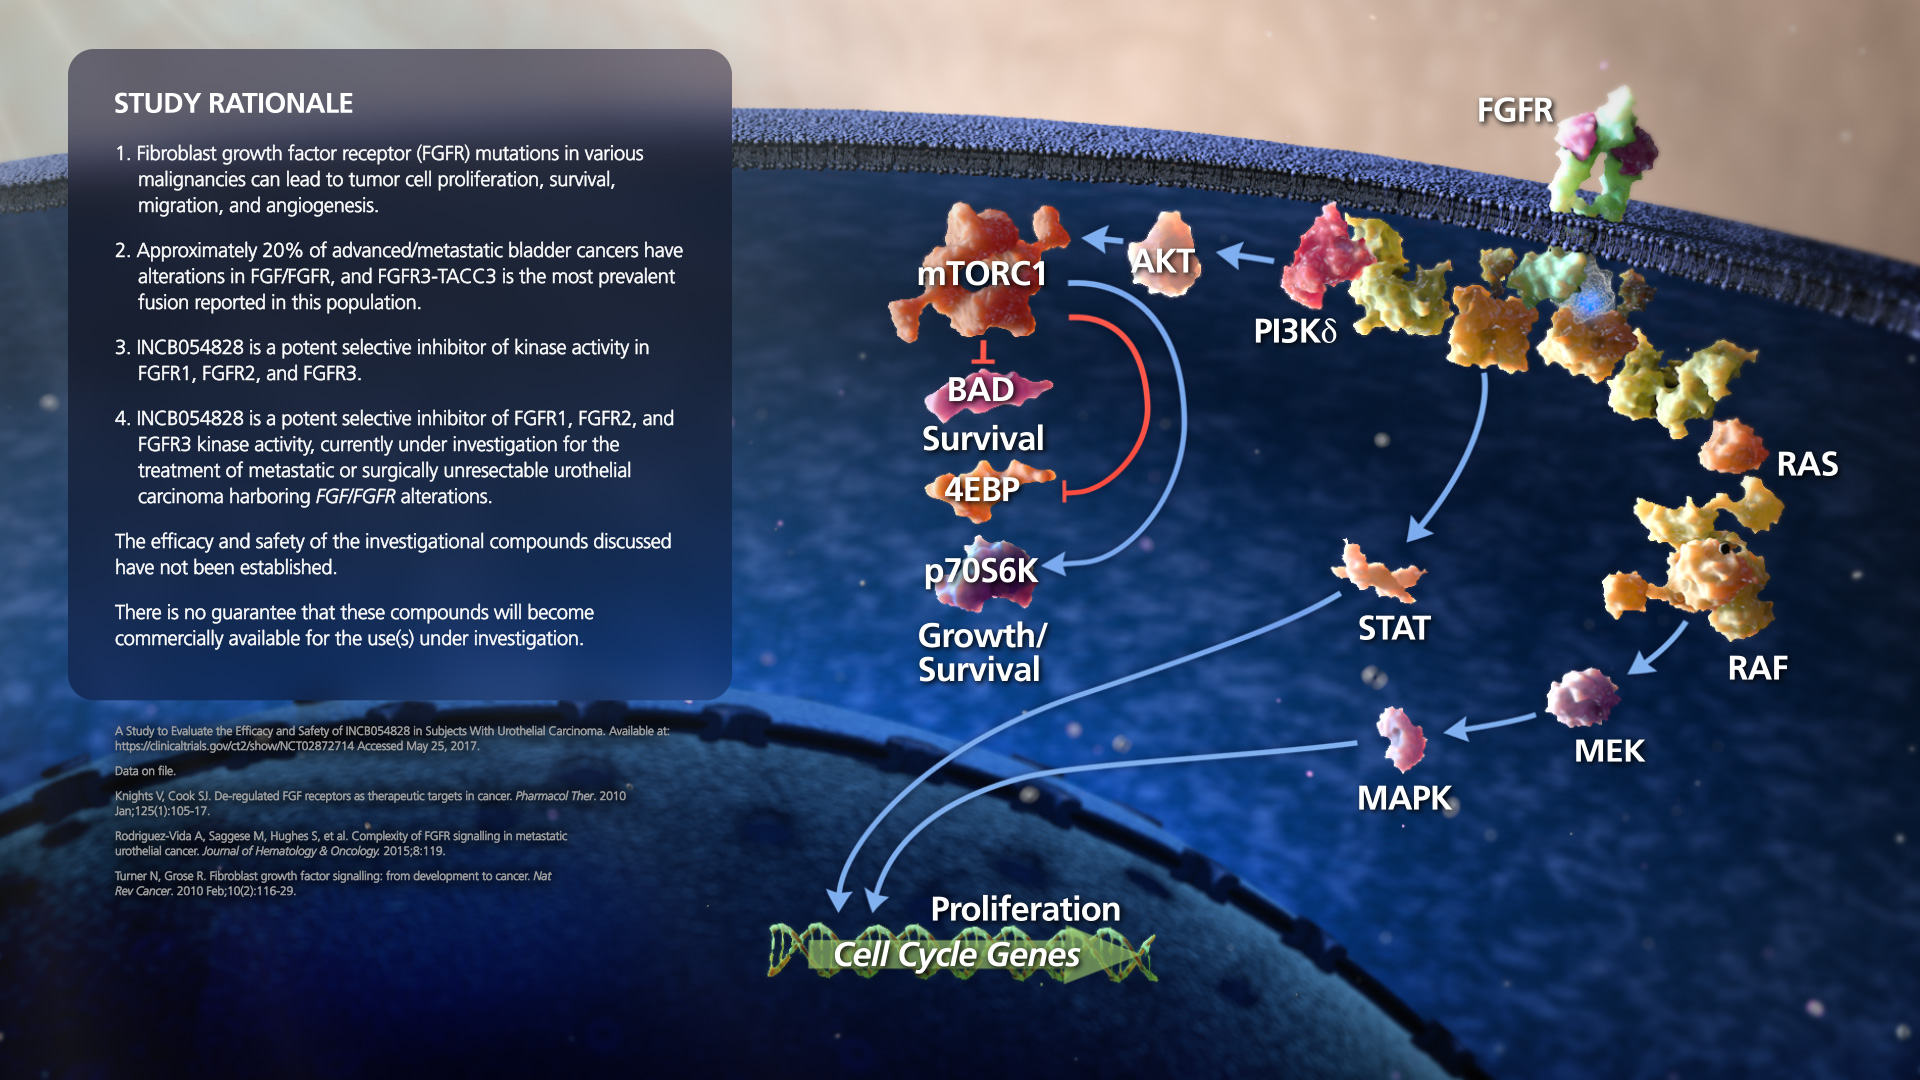 STUDY RATIONALE
1. Fibroblast growth factor receptor (FGFR) mutations in various
malignancies can lead to tumor cell proliferation, survival,
migration, and angiogenesis.
2. Approximately 20% of advanced/metastatic bladder cancers have
alterations in FGF/FGFR, and FGFR3-TACC3 is the most prevalent
fusion reported in this population.
3. INCB054828 is a potent selective inhibitor of kinase activity in
FGFR1, FGFR2, and FGFR3.
4. INCB054828 is a potent selective inhibitor of FGFR1, FGFR2, and
FGFR3 kinase activity, currently under investigation for the
treatment of metastatic or surgically unresectable urothelial
carcinoma harboring FGF/FGFR alterations.
The efficacy and safety of the investigational compounds discussed
have not been established.
There is no guarantee that these compounds will become
commercially available for the use(s) under investigation.
A Study to Evaluate the Efficacy and Safety of INCB054828 in Subjects With Urothelial Carcinoma. Available at:
https://clinicaltrials.gov/ct2/show/NCT02872714 Accessed May 25, 2017.
Data on file.
Knights V, Cook SJ. De-regulated FGF receptors as therapeutic targets in cancer. Pharmacol Ther. 2010
Jan;125(1):105-17.
Rodriguez-Vida A, Saggese M, Hughes S, et al. Complexity of FGFR signalling in metastatic
urothelial cancer. Journal of Hematology & Oncology. 2015;8:119.
Turner N, Grose R. Fibroblast growth factor signalling: from development to cancer. Nat
Rev Cancer. 2010 Feb;10(2):116-29.
FGFR
mTORC1
AKT
PI3Kδ
BAD
Survival
4EBP
p70S6K
Growth/
Survival
RAS
STAT
RAF
MEK
MAPK
Proliferation
Cell Cycle Genes